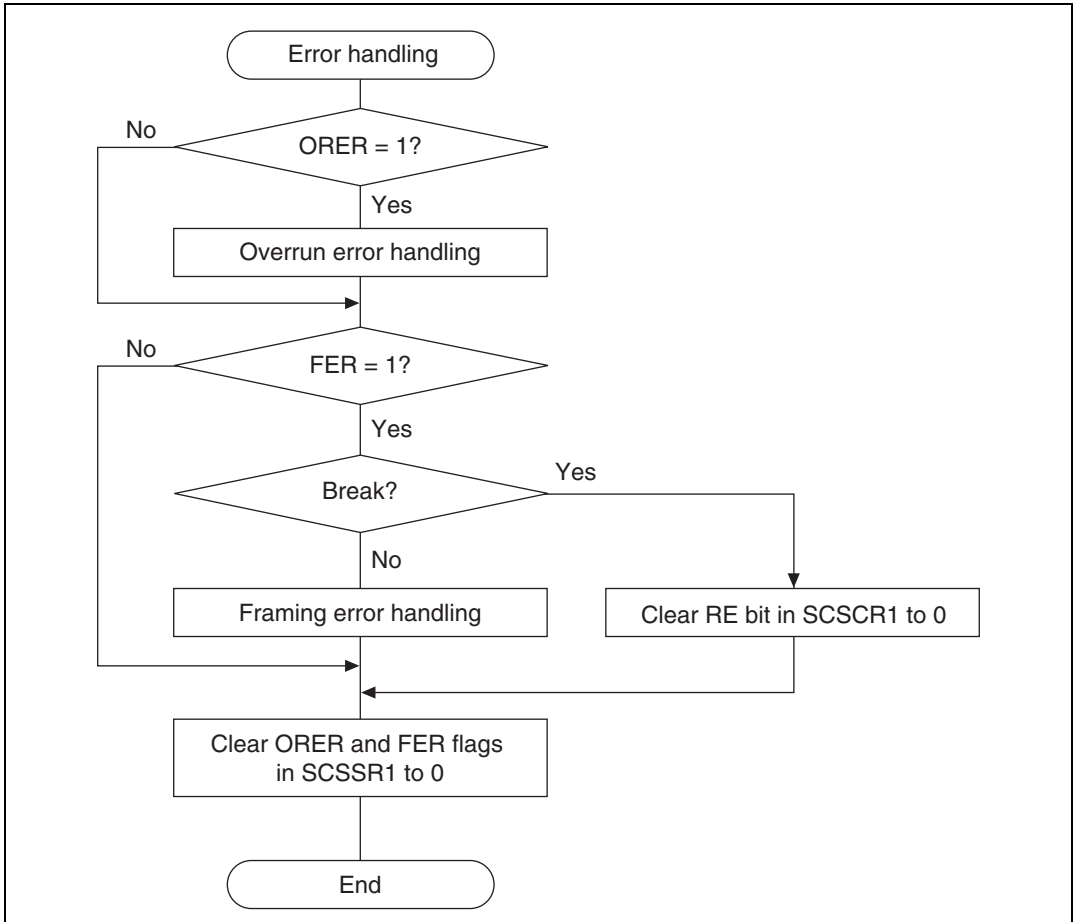 Error handling
No
ORER = 1?
Yes
Overrun error handling
No
FER = 1?
Yes
Yes
Break?
No
Framing error handling
Clear RE bit in SCSCR1 to 0
Clear ORER and FER flags
in SCSSR1 to 0
End